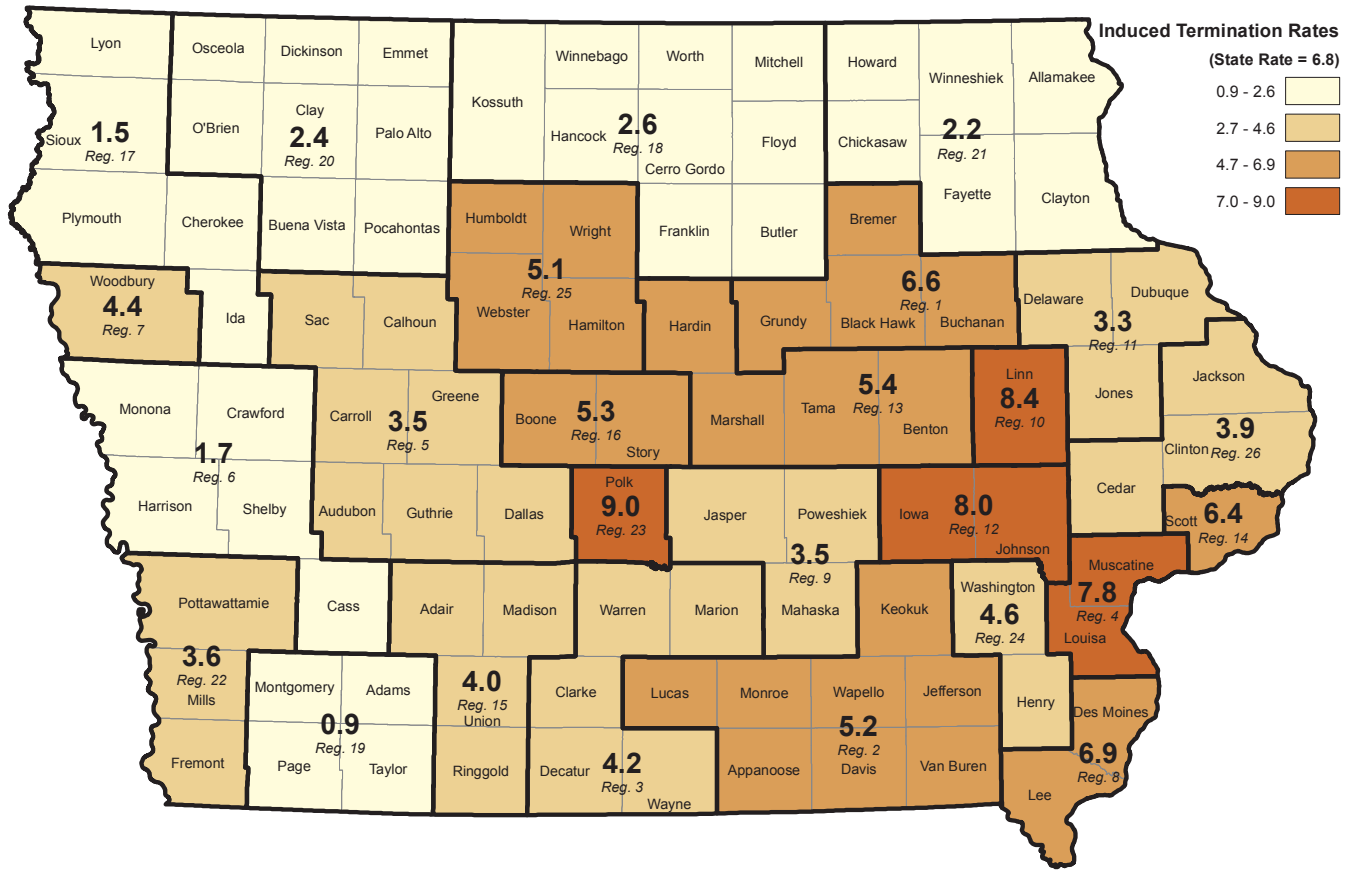 Induced Termination Rates
(State Rate = 6.8)
0.9 - 2.6
2.7 - 4.6
4.7 - 6.9
7.0 - 9.0
Lyon
Osceola
Dickinson
Emmet
Kossuth
Winnebago
Worth
Mitchell
Howard
Winneshiek
Allamakee
Sioux
1.5
Reg. 17
O'Brien
Clay
2.4
Reg. 20
Palo Alto
Hancock
2.6
Reg. 18
Cerro Gordo
Floyd
Chickasaw
2.2
Reg. 21
Fayette
Clayton
Plymouth
Cherokee
Buena Vista
Pocahontas
Humboldt
Wright
Franklin
Butler
Bremer
Woodbury
4.4
Reg. 7
Ida
Sac
Calhoun
5.1
Reg. 25
Webster
Hamilton
Hardin
Grundy
6.6
Reg. 1
Black Hawk
Buchanan
Delaware
Dubuque
3.3
Reg. 11
Jones
Jackson
3.9
Clinton
Reg. 26
Monona
Crawford
1.7
Reg. 6
Harrison
Shelby
Carroll
Greene
3.5
Reg. 5
Audubon
Guthrie
Dallas
Boone
5.3
Reg. 16
Story
Marshall
Tama
5.4
Reg. 13
Benton
Linn
8.4
Reg. 10
Polk
9.0
Reg. 23
Jasper
Poweshiek
3.5
Reg. 9
Mahaska
Iowa
8.0
Reg. 12
Johnson
Cedar
Scott
6.4
Reg. 14
Muscatine
7.8
Reg. 4
Louisa
Pottawattamie
3.6
Reg. 22
Mills
Fremont
Cass
Adair
Madison
Warren
Marion
Keokuk
Washington
4.6
Reg. 24
Montgomery
Adams
0.9
Reg. 19
Page
Taylor
4.0
Reg. 15
Union
Ringgold
Clarke
Decatur
4.2
Reg. 3
Wayne
Lucas
Monroe
Wapello
Jefferson
5.2
Reg. 2
Appanoose
Davis
Van Buren
Henry
Des Moines
6.9
Reg. 8
Lee